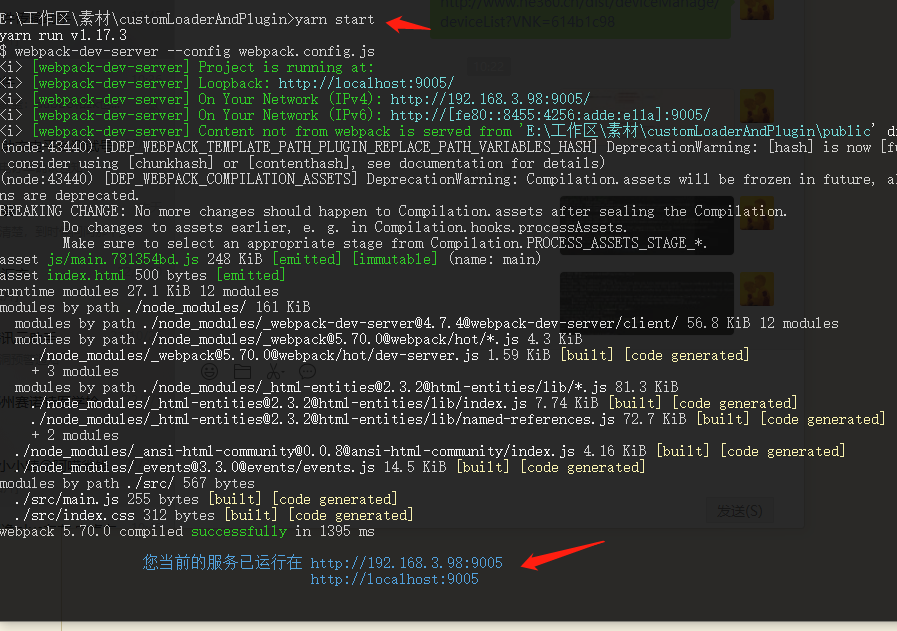 http://www.he360.cn/dist/deviceManage/
deviceList?VNK=614b1c98
E:\工作区\素材\customLoaderAndPlugin>yarn start
yarn run v1.17.3
$ webpack-dev-server --config webpack.config.js
<i> [webpack-dev-server] Project is running at:
<i> [webpack-dev-server] Loopback: http://localhost:9005/
<i> [webpack-dev-server] On Your Network (IPv4): http://192.168.3.98:9005/
<i> [webpack-dev-server] On Your Network (IPv6): http://[fe80::8455:4256:adde:e11a]:9005/
<i> [webpack-dev-server] Content not from webpack is served from 'E:\工作区\素材\customLoaderAndPlugin\public' di
(node:43440) [DEP_WEBPACK_TEMPLATE_PATH_PLUGIN_REPLACE_PATH_VARIABLES_HASH] DeprecationWarning: [hash] is now [fu
 consider using [chunkhash] or [contenthash], see documentation for details)
(node:43440) [DEP_WEBPACK_COMPILATION_ASSETS] DeprecationWarning: Compilation.assets will be frozen in future, al
ns are deprecated.
BREAKING CHANGE: No more changes should happen to Compilation.assets after sealing the Compilation.
        Do changes to assets earlier, e. g. in Compilation.hooks.processAssets.
        Make sure to select an appropriate stage from Compilation.PROCESS_ASSETS_STAGE_*.
asset js/main.781354bd.js 248 KiB [emitted] [immutable] (name: main)
asset index.html 500 bytes [emitted]
runtime modules 27.1 KiB 12 modules
modules by path ./node_modules/ 161 KiB
  modules by path ./node_modules/_webpack-dev-server@4.7.4@webpack-dev-server/client/ 56.8 KiB 12 modules
  modules by path ./node_modules/_webpack@5.70.0@webpack/hot/*.js 4.3 KiB
    ./node_modules/_webpack@5.70.0@webpack/hot/dev-server.js 1.59 KiB [built] [code generated]
    + 3 modules
  modules by path ./node_modules/_html-entities@2.3.2@html-entities/lib/*.js 81.3 KiB
    ./node_modules/_html-entities@2.3.2@html-entities/lib/index.js 7.74 KiB [built] [code generated]
    ./node_modules/_html-entities@2.3.2@html-entities/lib/named-references.js 72.7 KiB [built] [code generated]
    + 2 modules
  ./node_modules/_ansi-html-community@0.0.8@ansi-html-community/index.js 4.16 KiB [built] [code generated]
  ./node_modules/_events@3.3.0@events/events.js 14.5 KiB [built] [code generated]
modules by path ./src/ 567 bytes
  ./src/main.js 255 bytes [built] [code generated]
  ./src/index.css 312 bytes [built] [code generated]
发送(S)
webpack 5.70.0 compiled successfully in 1395 ms
您当前的服务已运行在 http://192.168.3.98:9005
http://localhost:9005